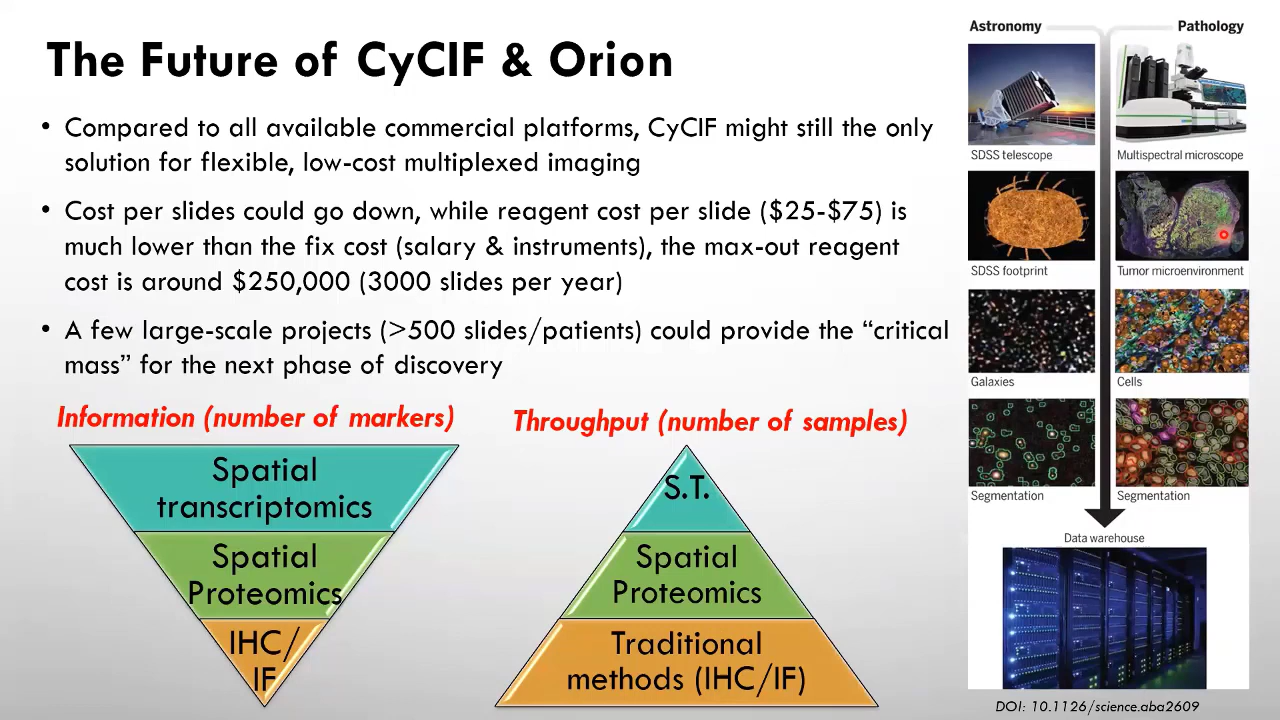 The Future of CyCIF & Orion
• Compared to all available commercial platforms, CyCIF might still the only
solution for flexible, low-cost multiplexed imaging
• Cost per slides could go down, while reagent cost per slide ($25-$75) is
much lower than the fix cost (salary & instruments), the max-out reagent
cost is around $250,000 (3000 slides per year)
• A few large-scale projects (>500 slides/patients) could provide the “critical
mass” for the next phase of discovery
Information (number of markers)
Spatial
transcriptomics
Spatial
Proteomics
IHC/
IF
Throughput (number of samples)
S.T.
Spatial
Proteomics
Traditional
methods (IHC/IF)
Astronomy
Pathology
SDSS telescope
Multispectral microscope
SDSS footprint
Tumor microenvironment
Galaxies
Cells
Segmentation
Segmentation
Data warehouse
DOI: 10.1126/science.aba2609